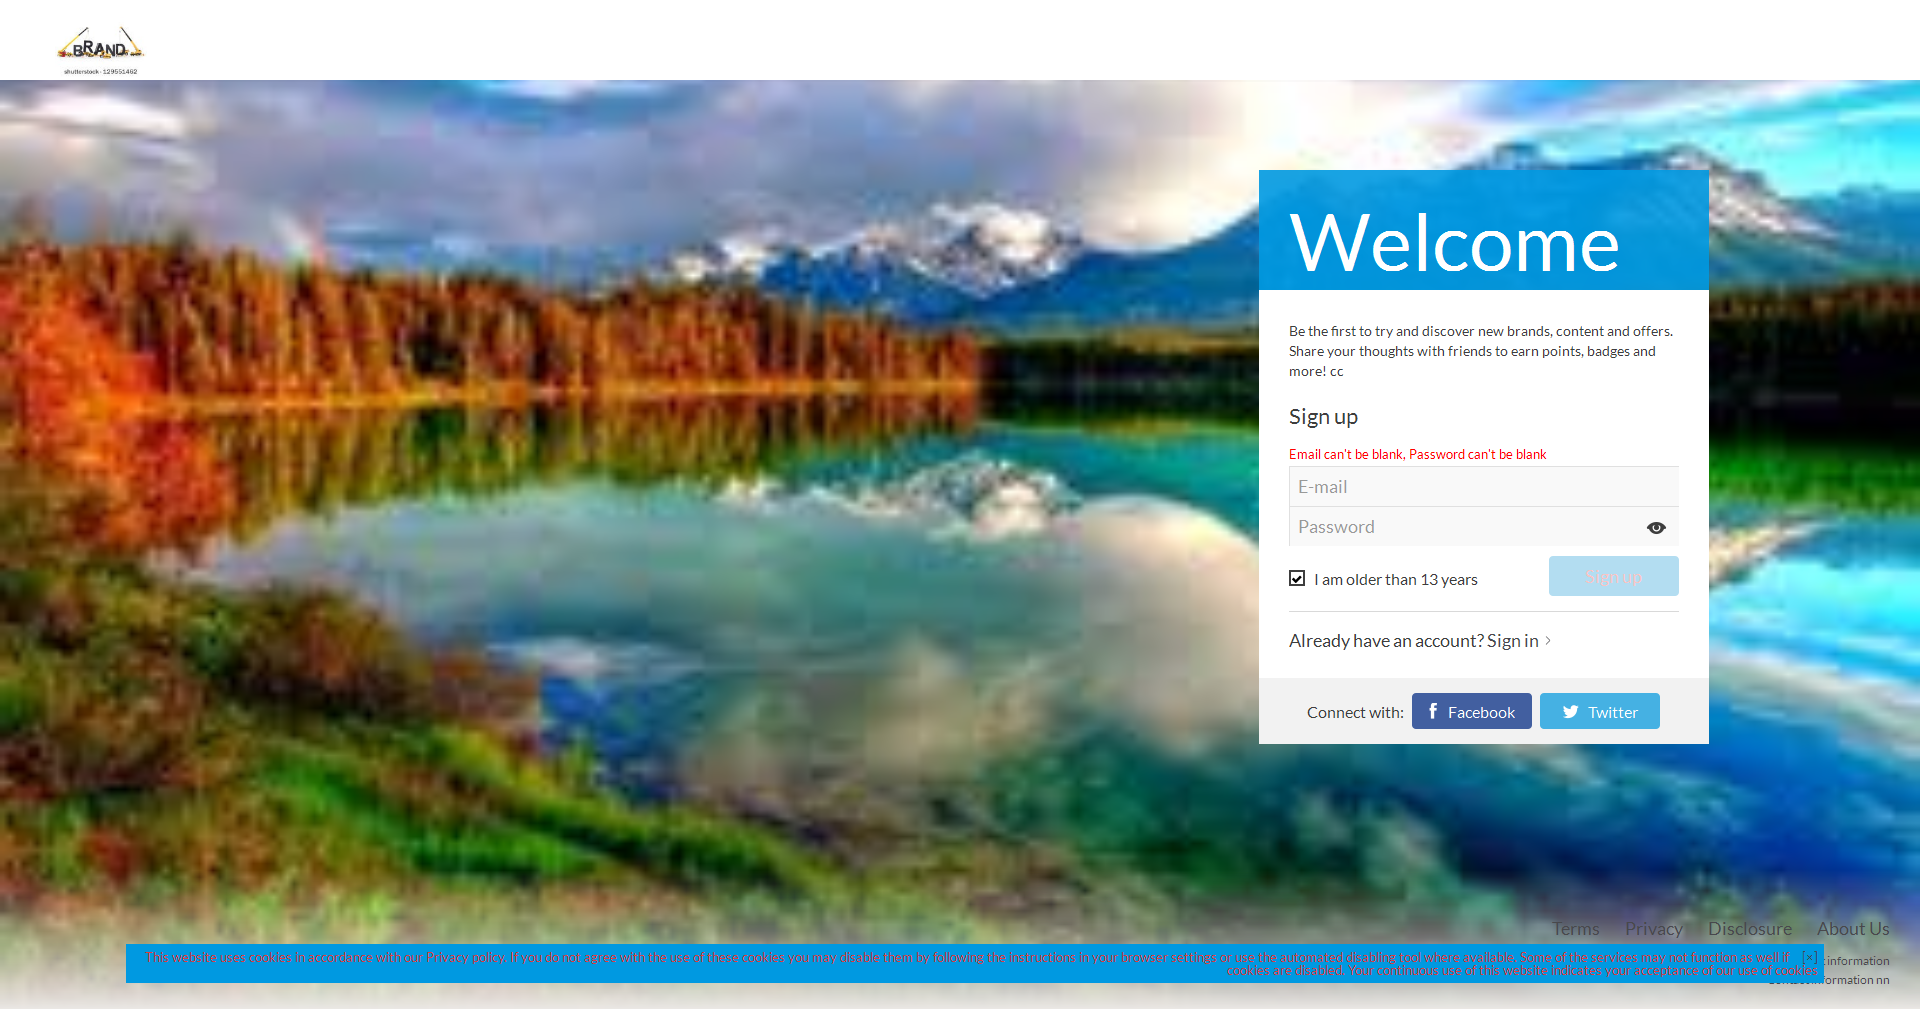 BRAND
shutterstock · 129551462
Welcome
Be the first to try and discover new brands, content and offers.
Share your thoughts with friends to earn points, badges and
more! cc
Sign up
Email can't be blank, Password can't be blank
E-mail
Password
I am older than 13 years
Sign up
Already have an account? Sign in
Connect with:
Facebook
Twitter
Terms Privacy Disclosure About Us
This website uses cookies in accordance with our Privacy policy. If you do not agree with the use of these cookies you may disable them by following the instructions in your browser settings or use the automated disabling tool where available. Some of the services may not function as well if
cookies are disabled. Your continuous use of this website indicates your acceptance of our use of cookies
[×]
information
information nn